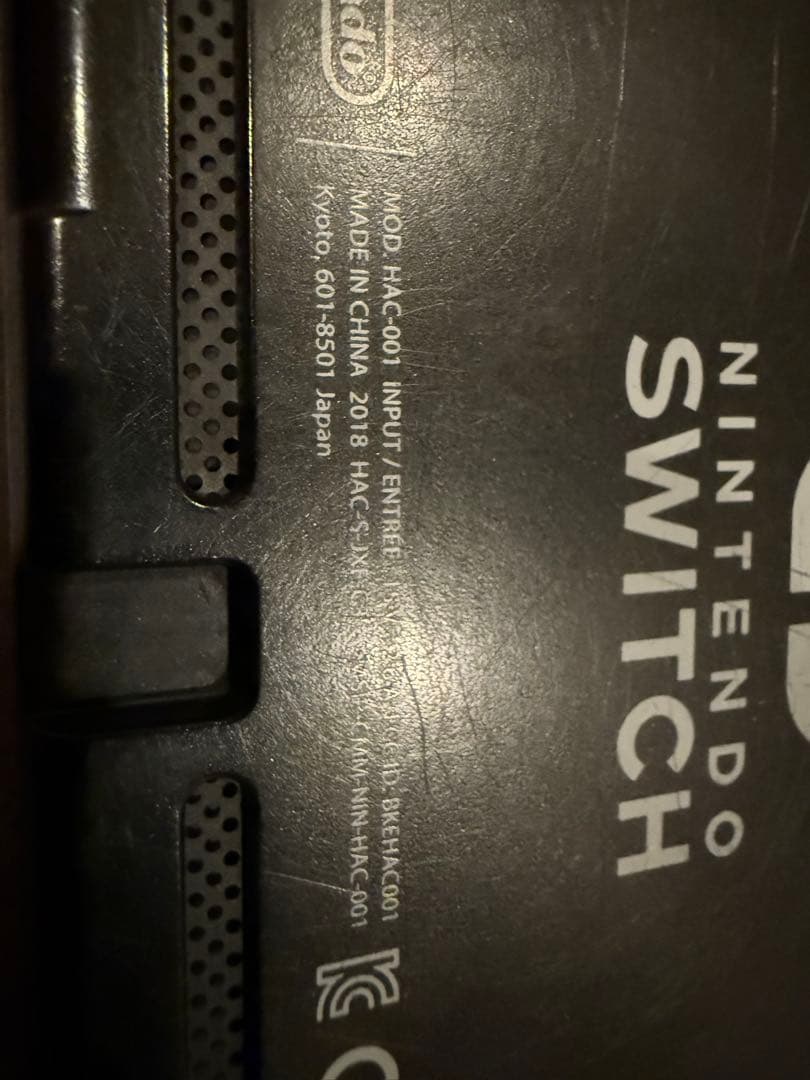 NINTENDO
SWITCH
MOD. HAC-001 INPUT / ENTRÉE ID: BKEHAC001
MADE IN CHINA 2018 CMM-NIN-HAC-001
Kyoto, 601-8501 Japan